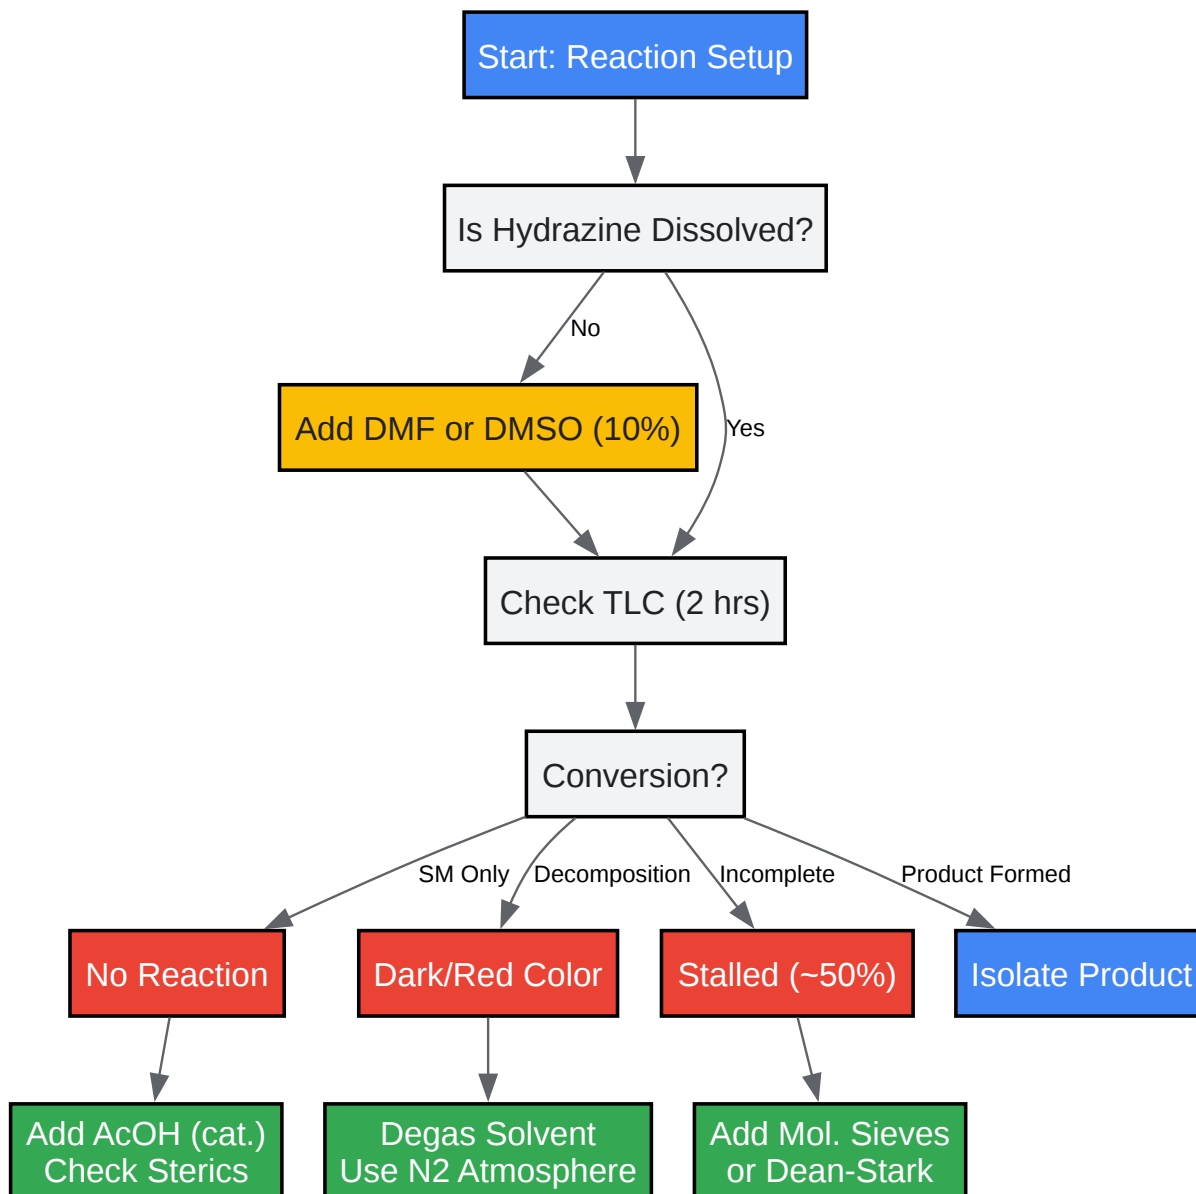 Start: Reaction Setup
Is Hydrazine Dissolved?
No
Add DMF or DMSO (10%)
Yes
Check TLC (2 hrs)
Conversion?
SM Only
Decomposition
Incomplete
Product Formed
No Reaction
Dark/Red Color
Stalled (~50%)
Isolate Product
Add AcOH (cat.)
Check Sterics
Degas Solvent
Use N2 Atmosphere
Add Mol. Sieves
or Dean-Stark